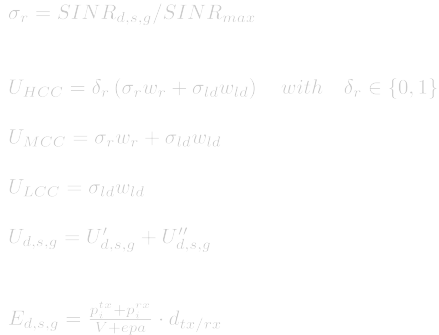 σ_r = SINR_{d,s,g}/SINR_{max}
U_{HCC} = δ_r (σ_r w_r + σ_{ld} w_{ld})   with   δ_r ∈ {0, 1}
U_{MCC} = σ_r w_r + σ_{ld} w_{ld}
U_{LCC} = σ_{ld} w_{ld}
U_{d,s,g} = U'_{d,s,g} + U''_{d,s,g}
E_{d,s,g} = \frac{p_i^{tx} + p_i^{rx}}{V + epa} · d_{tx/rx}